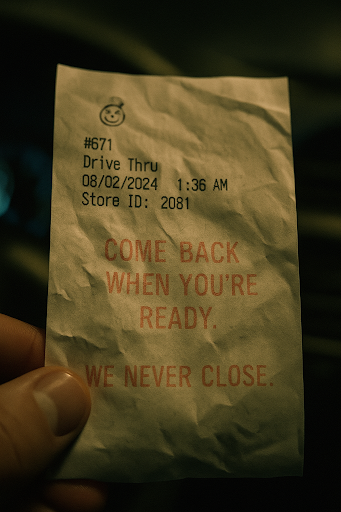 #671
Drive Thru
08/02/2024 1:36 AM
Store ID: 2081
COME BACK
WHEN YOU'RE
READY.
WE NEVER CLOSE.